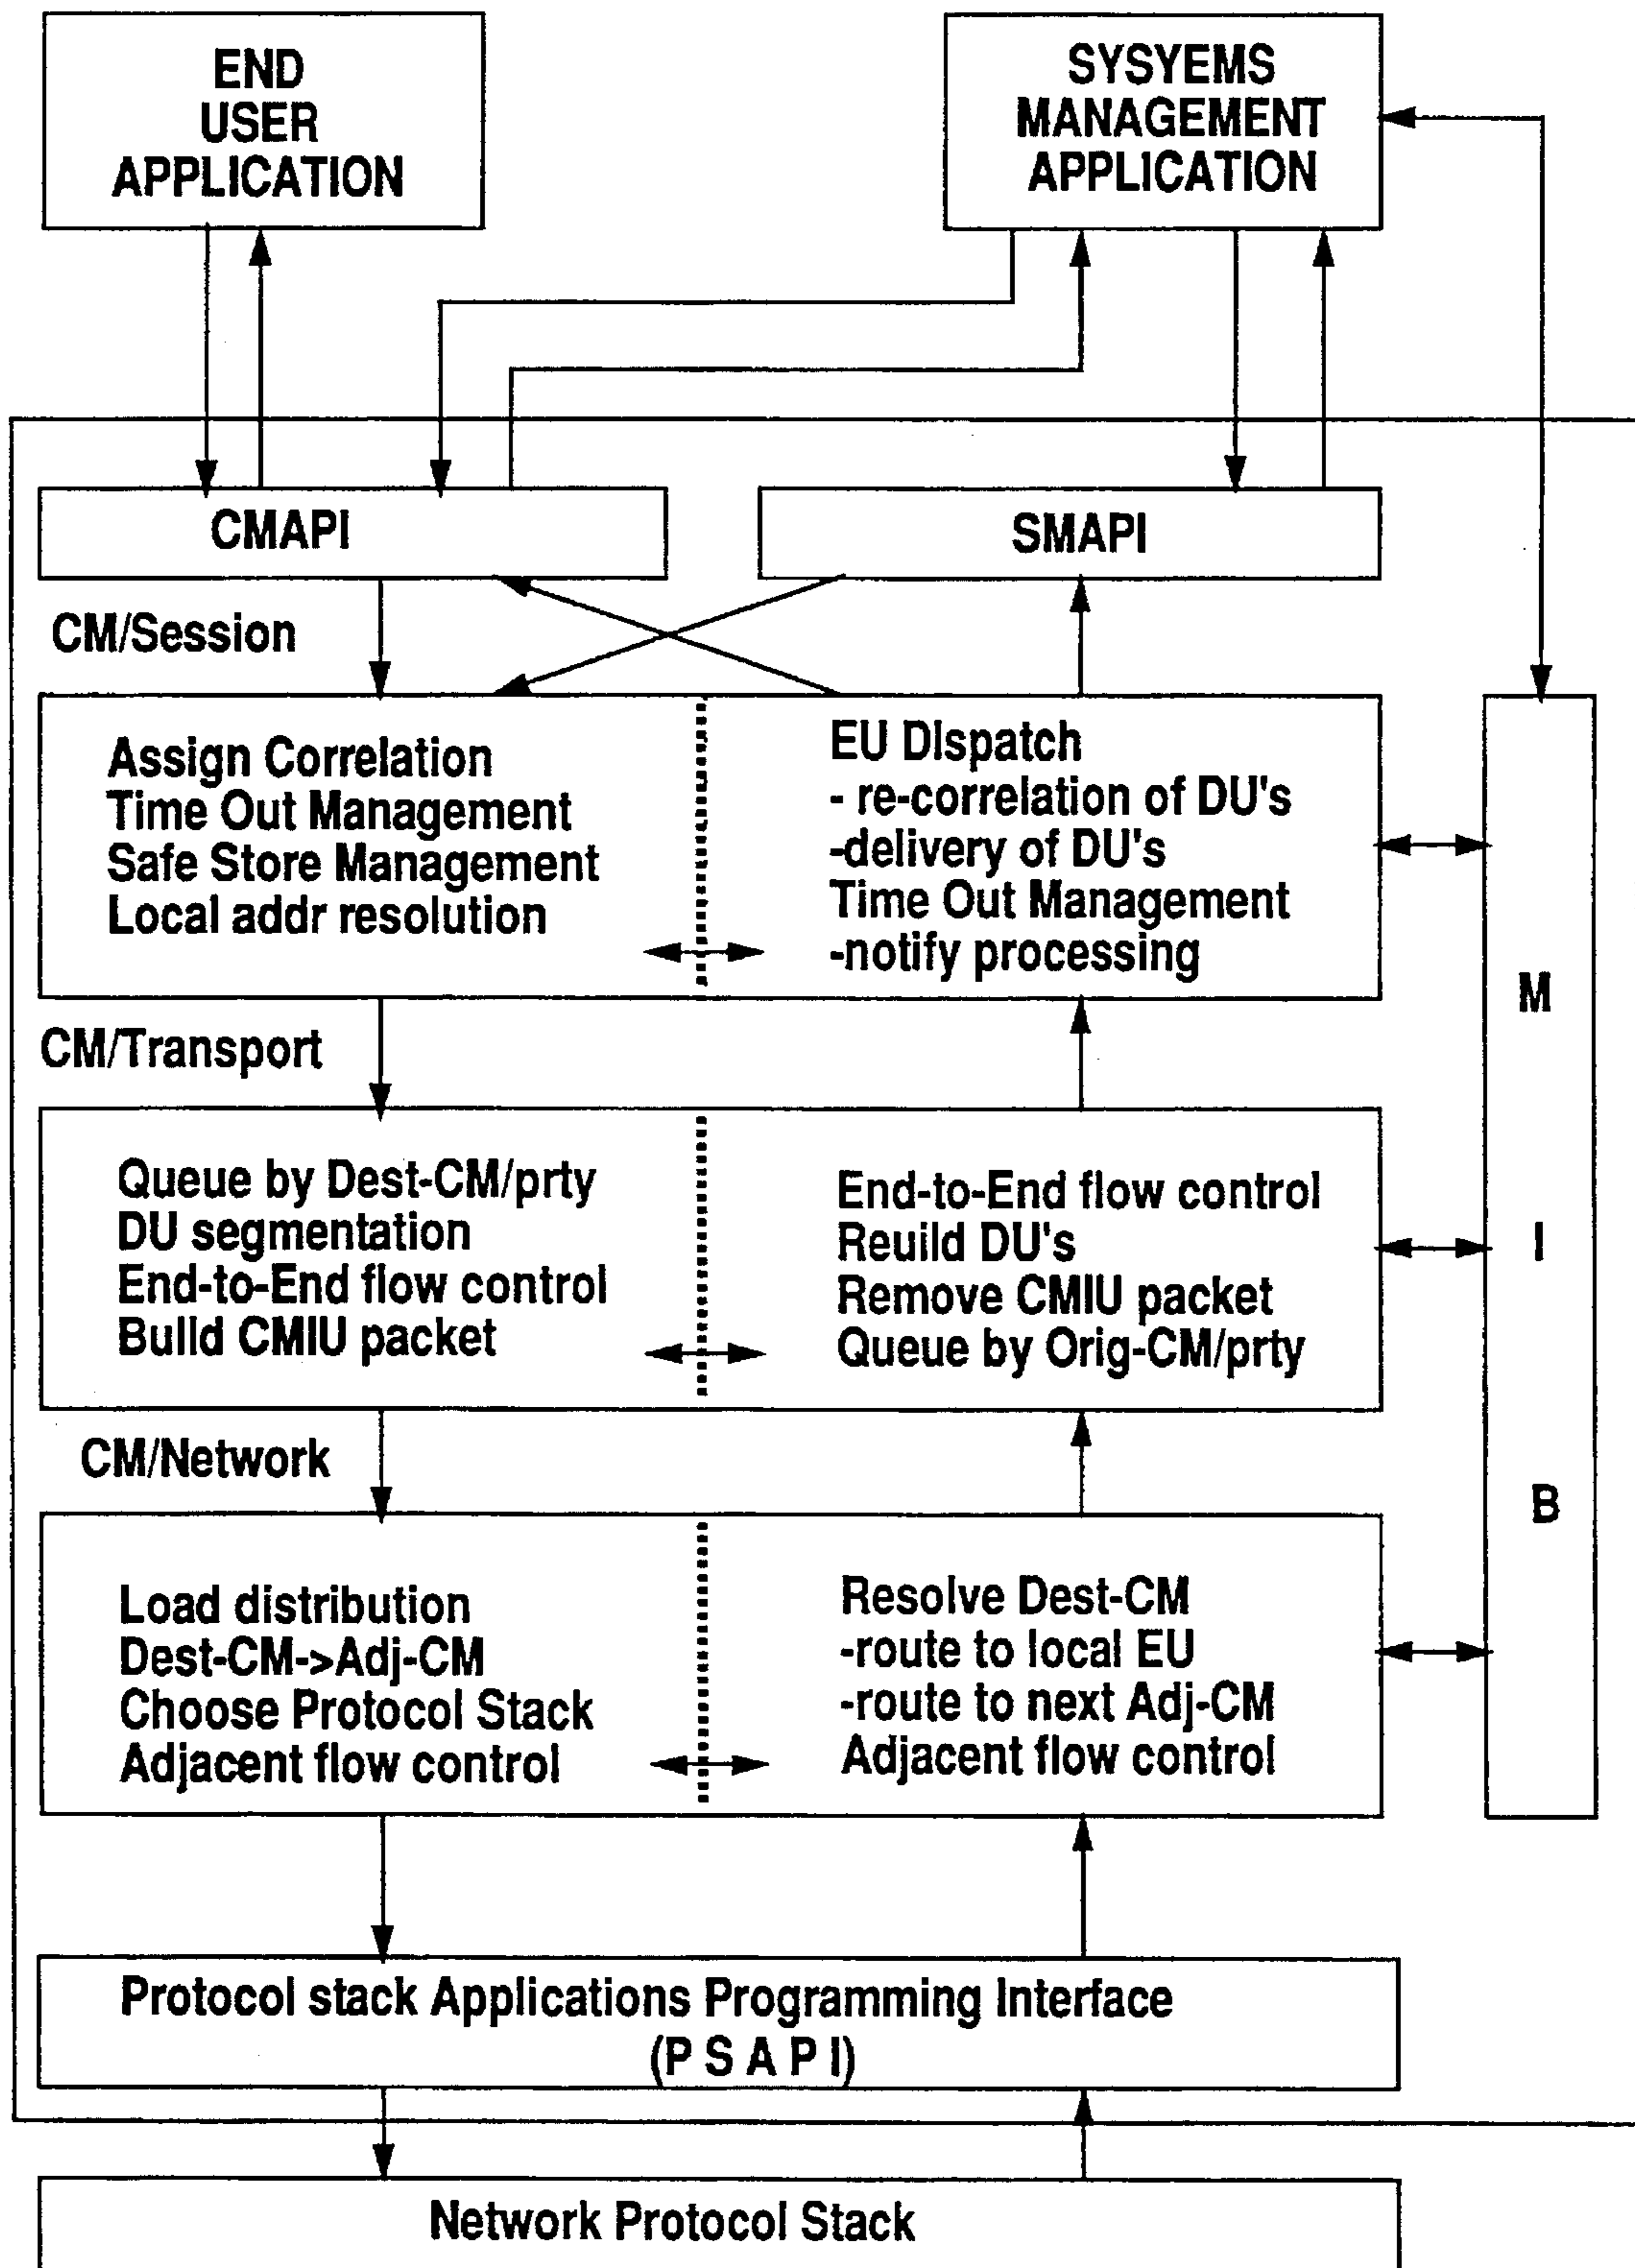 END
USER
APPLICATION
SYSYEMS
MANAGEMENT
APPLICATION
CMAPI
SMAPI
CM/Session
Assign Correlation
Time Out Management
Safe Store Management
Local addr resolution
EU Dispatch
- re-correlation of DU's
-delivery of DU's
Time Out Management
-notify processing
CM/Transport
Queue by Dest-CM/prty
DU segmentation
End-to-End flow control
Build CMIU packet
End-to-End flow control
Reuild DU's
Remove CMIU packet
Queue by Orig-CM/prty
CM/Network
Load distribution
Dest-CM->Adj-CM
Choose Protocol Stack
Adjacent flow control
Resolve Dest-CM
-route to local EU
-route to next Adj-CM
Adjacent flow control
M
I
B
Protocol stack Applications Programming Interface
(P S A P I)
Network Protocol Stack